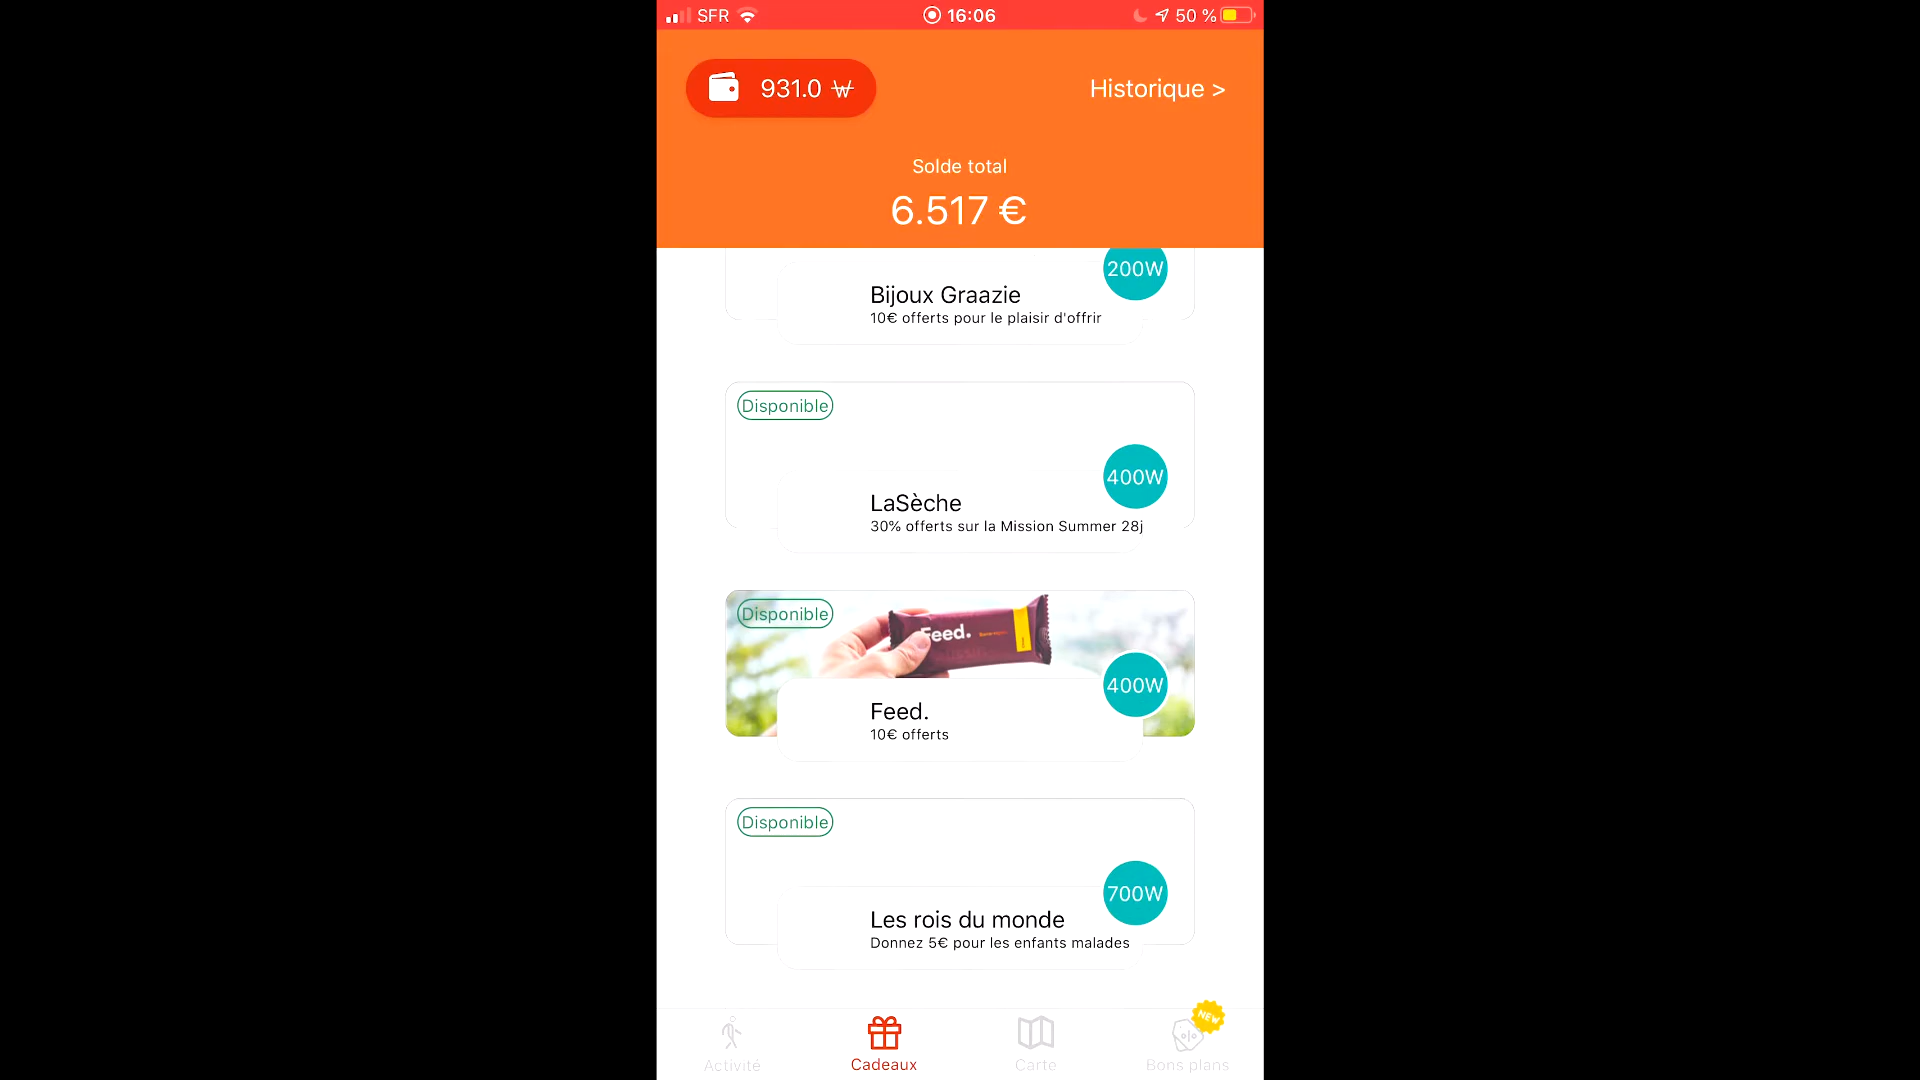 SFR 16:06 50 %
931.0 ₩ Historique >
Solde total
6.517 €
200W
Bijoux Graazie
10€ offerts pour le plaisir d'offrir
Disponible
400W
LaSèche
30% offerts sur la Mission Summer 28j
Disponible
Feed.
400W
Feed.
10€ offerts
Disponible
700W
Les rois du monde
Donnez 5€ pour les enfants malades
NEW
Activité Cadeaux Carte Bons plans